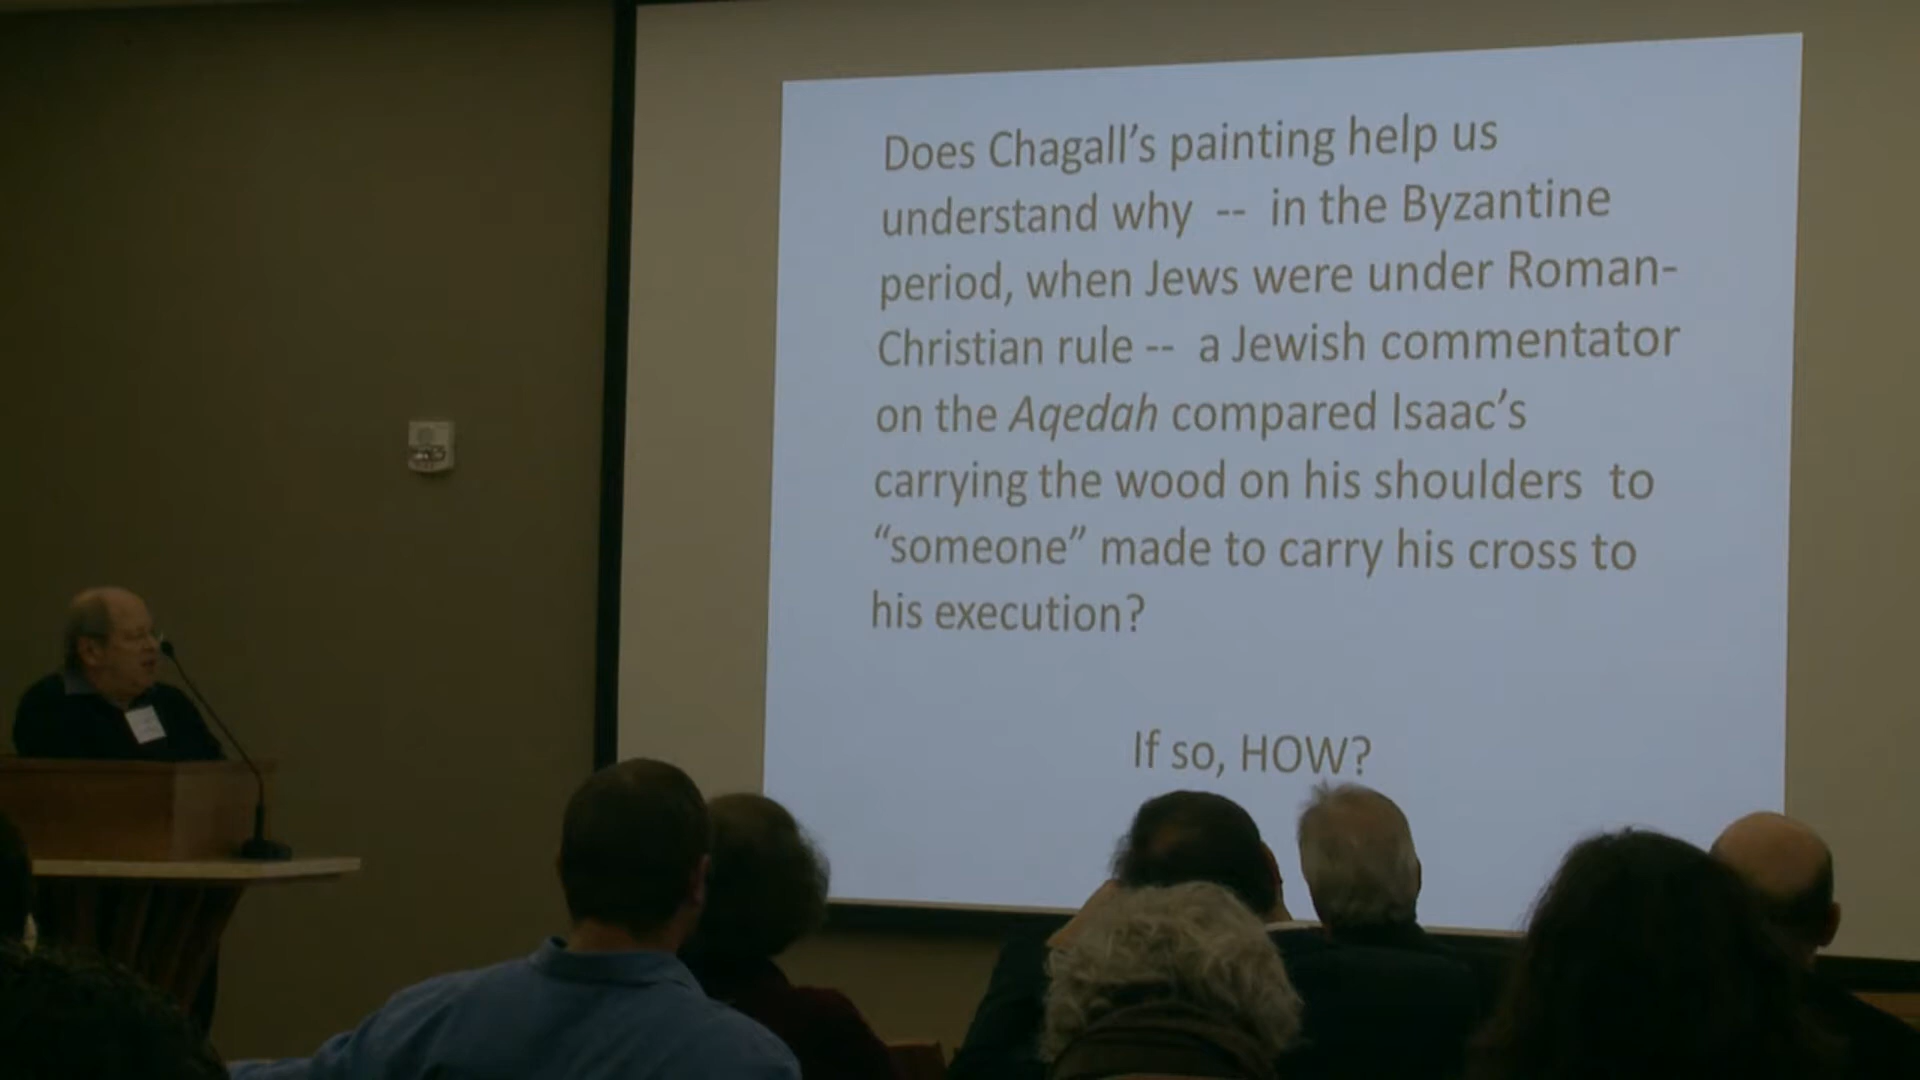 Does Chagall's painting help us
understand why -- in the Byzantine
period, when Jews were under Roman-
Christian rule -- a Jewish commentator
on the Aqedah compared Isaac's
carrying the wood on his shoulders to
“someone” made to carry his cross to
his execution?
If so, HOW?